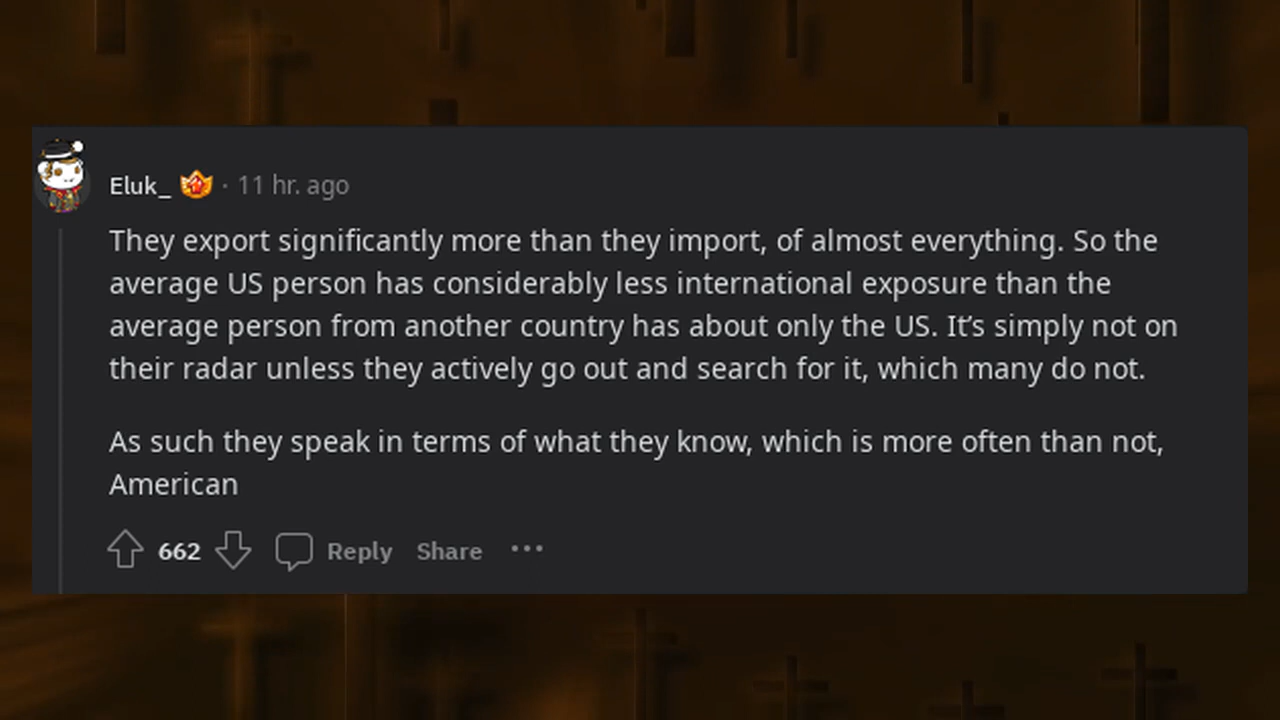 Eluk_ · 11 hr. ago
They export significantly more than they import, of almost everything. So the
average US person has considerably less international exposure than the
average person from another country has about only the US. It’s simply not on
their radar unless they actively go out and search for it, which many do not.
As such they speak in terms of what they know, which is more often than not,
American
662 Reply Share ···